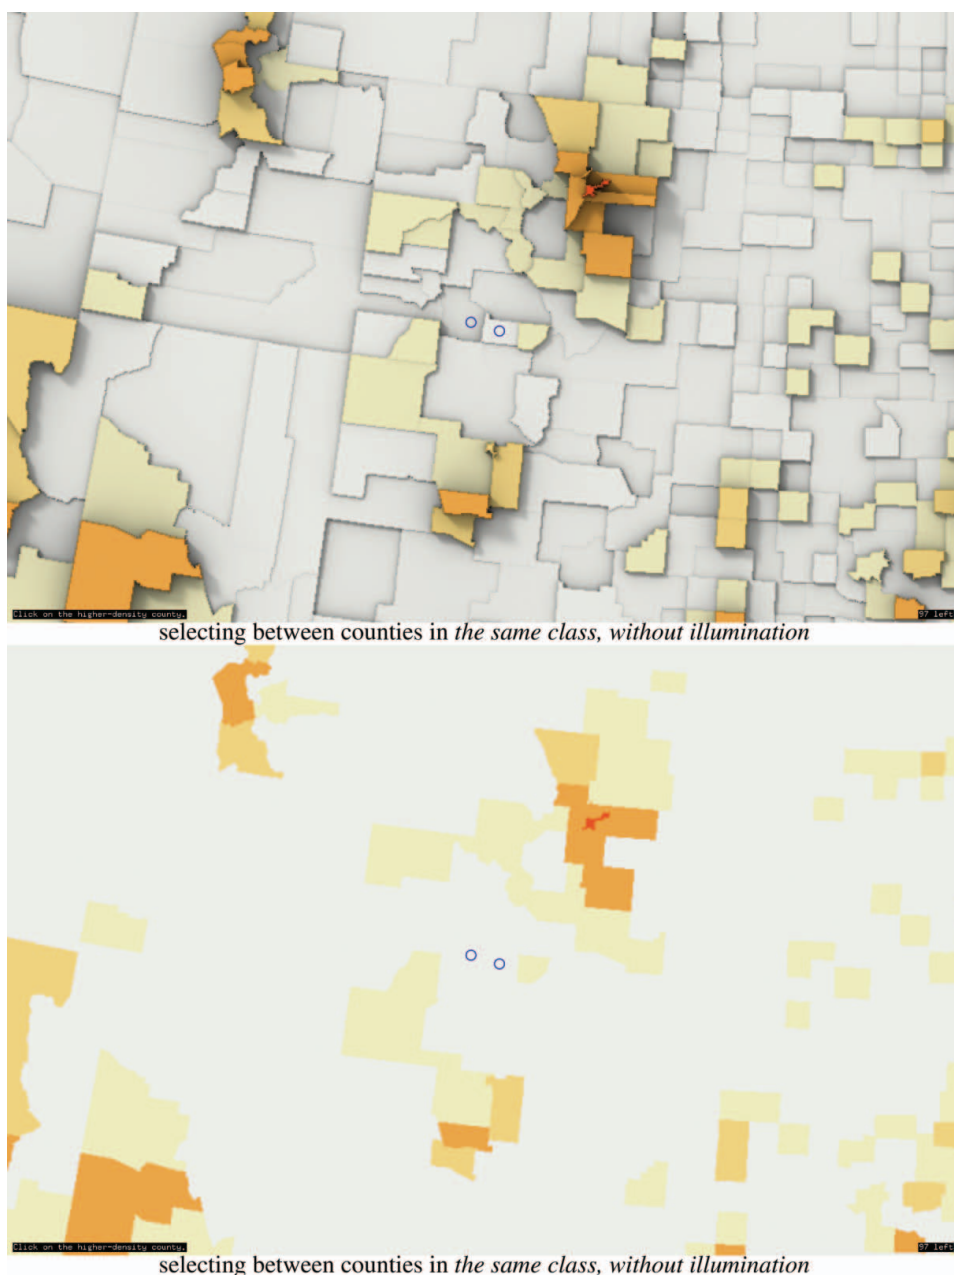 Click on the higher-density county.
97 left
selecting between counties in the same class, without illumination
Click on the higher-density county.
97 left
selecting between counties in the same class, without illumination